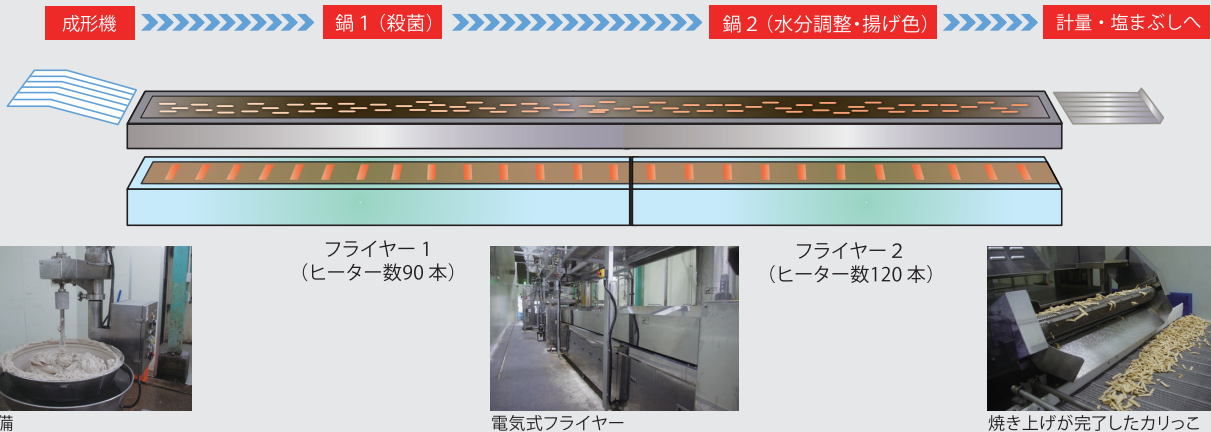 成形機
鍋1（殺菌）
鍋2（水分調整・揚げ色）
計量・塩まぶしへ
フライヤー1
（ヒーター数90本）
フライヤー2
（ヒーター数120本）
備
電気式フライヤー
焼き上げが完了したカリっこ